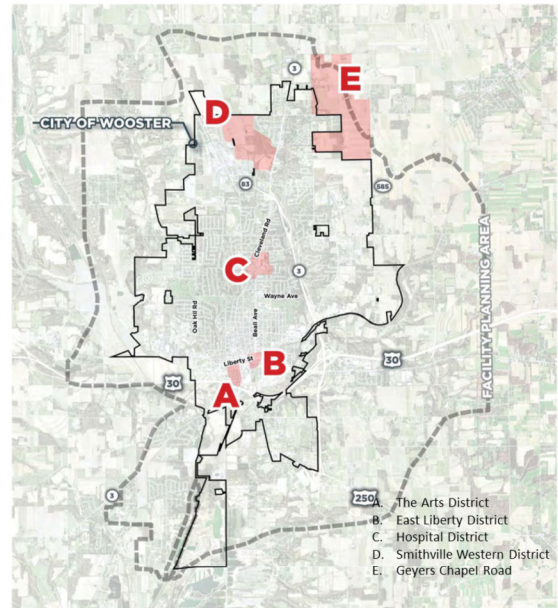 3
E
D
CITY OF WOOSTER
83
585
Cleveland Rd
C
3
Wayne Ave
Oak Hil Rd
Beall Ave
FACILITY PLANNING AREA
Liberty St
B
30
30
A
3
250
A. The Arts District
B. East Liberty District
C. Hospital District
D. Smithville Western District
E. Geyers Chapel Road